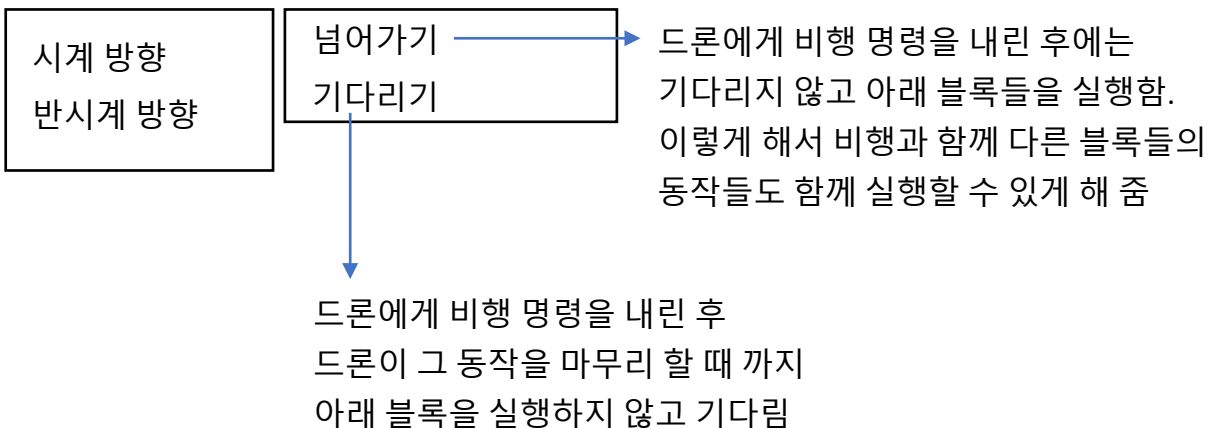 시계 방향
반시계 방향
넘어가기
기다리기
드론에게 비행 명령을 내린 후에는
기다리지 않고 아래 블록들을 실행함.
이렇게 해서 비행과 함께 다른 블록들의
동작들도 함께 실행할 수 있게 해 줌
드론에게 비행 명령을 내린 후
드론이 그 동작을 마무리 할 때 까지
아래 블록을 실행하지 않고 기다림